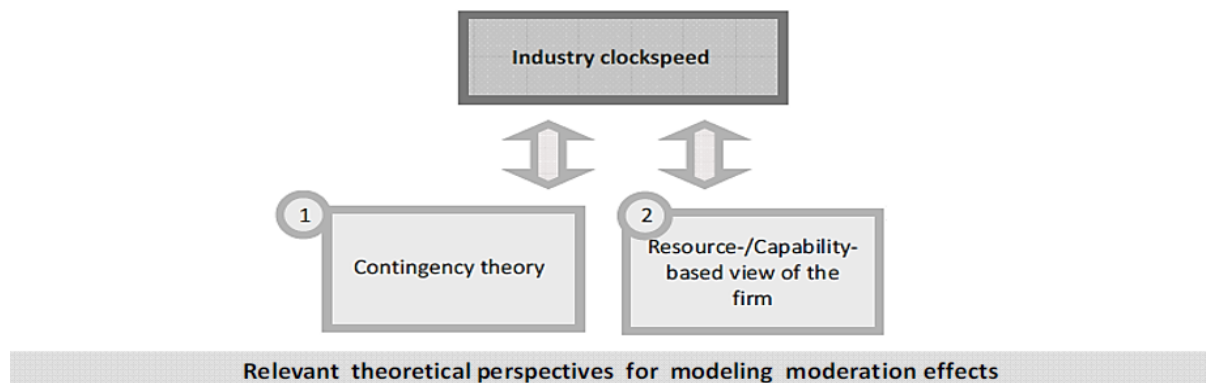 Industry clockspeed
1
Contingency theory
2
Resource-/Capability-
based view of the
firm
Relevant theoretical perspectives for modeling moderation effects